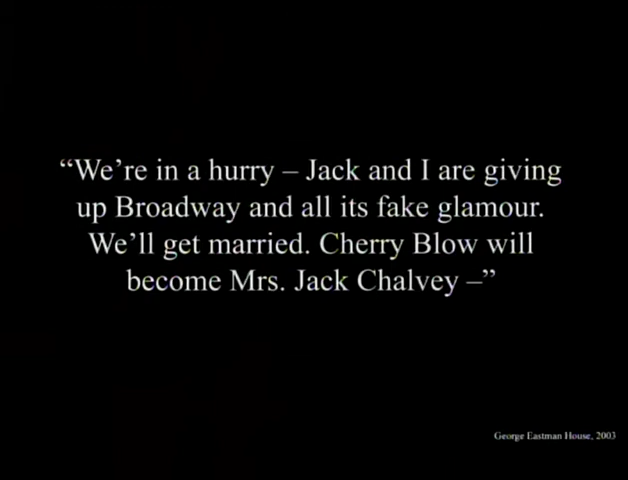 “We’re in a hurry – Jack and I are giving
up Broadway and all its fake glamour.
We’ll get married. Cherry Blow will
become Mrs. Jack Chalvey –”
George Eastman House, 2003